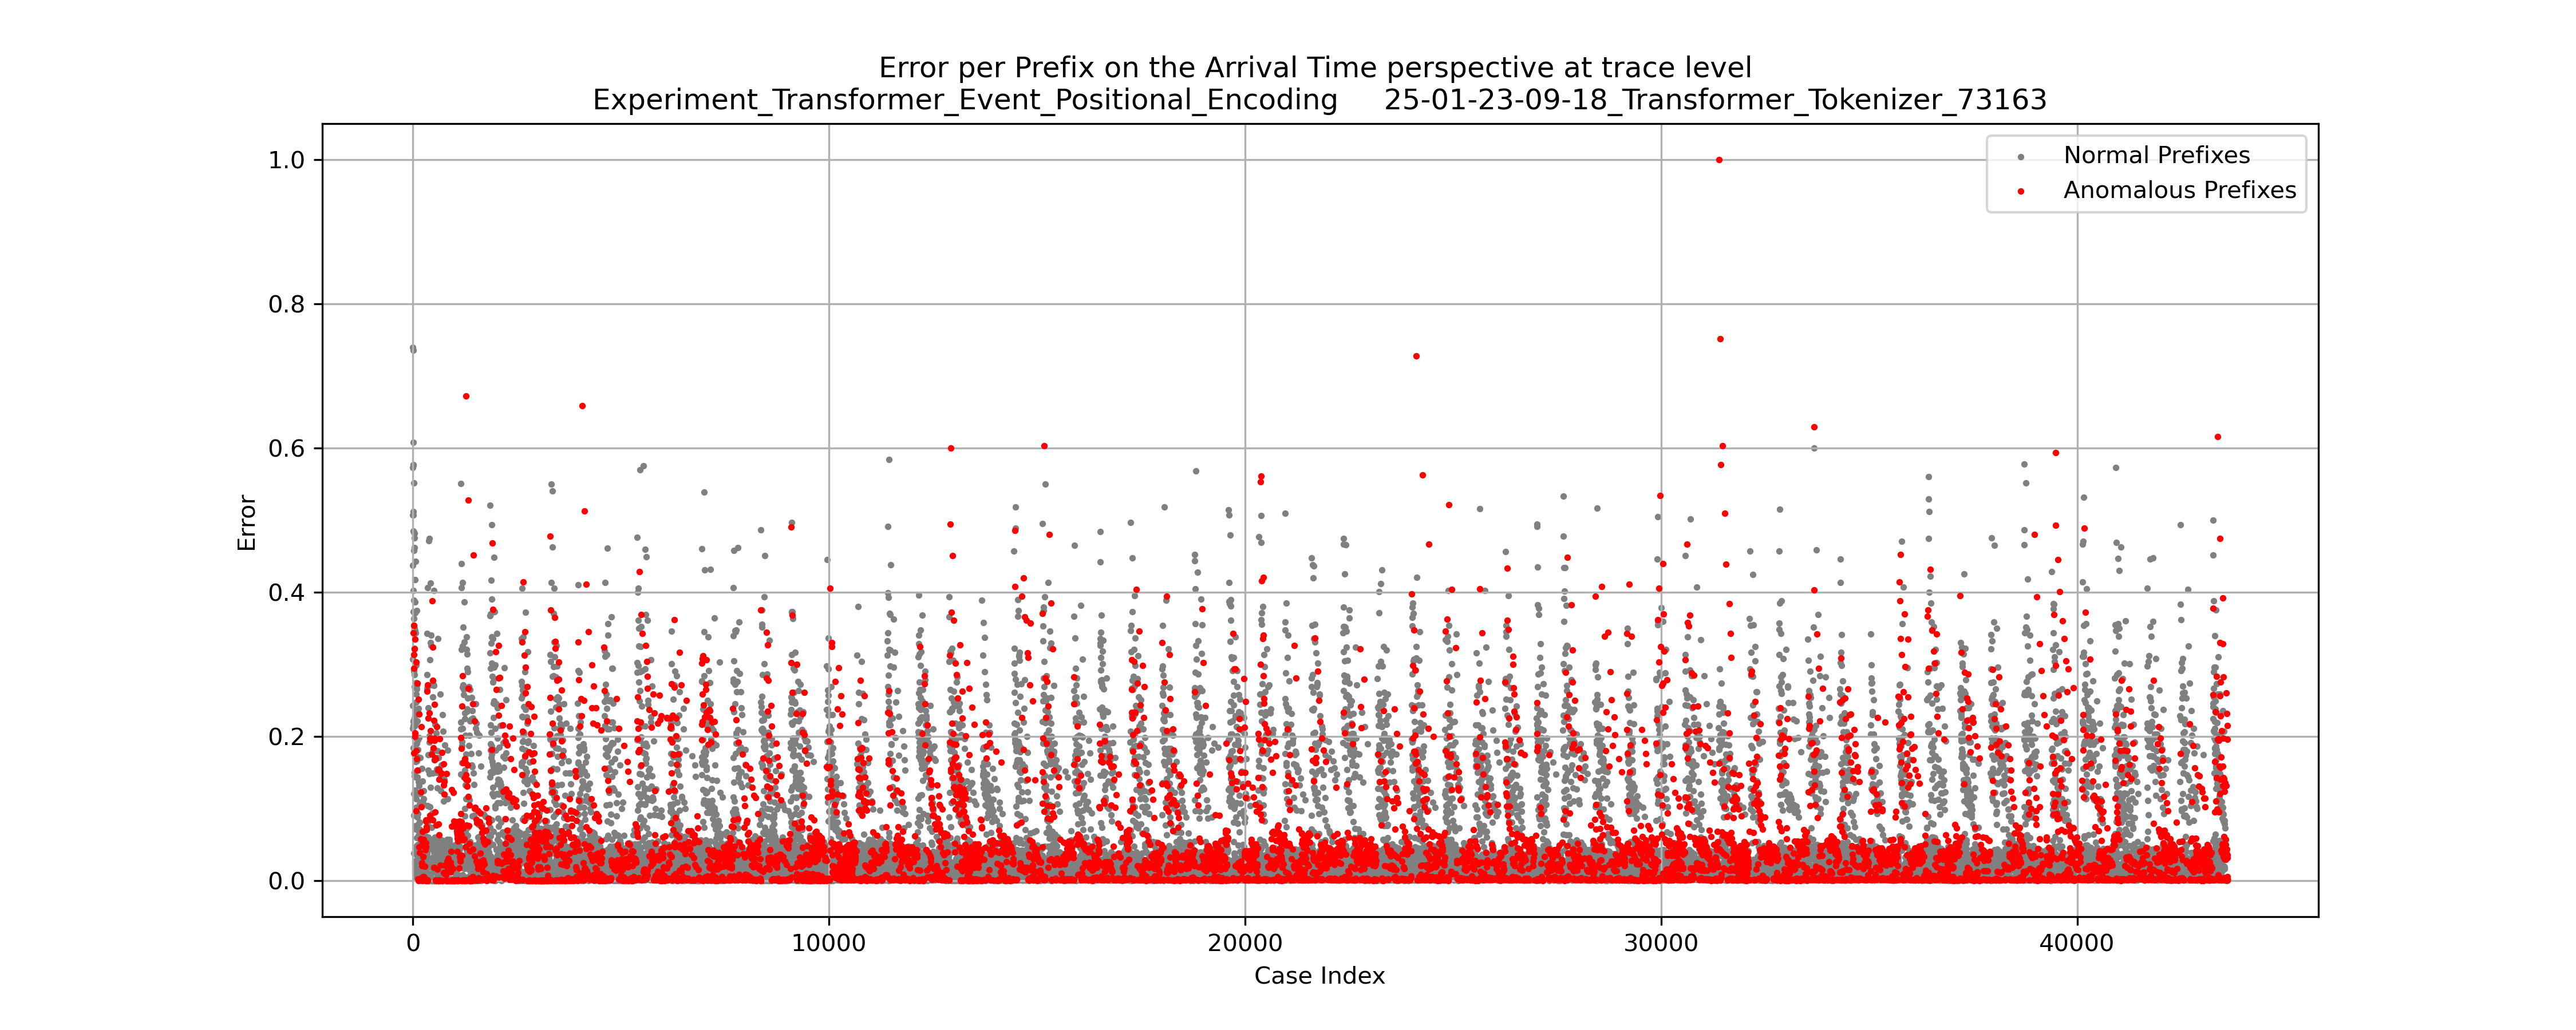 Error per Prefix on the Arrival Time perspective at trace level
Experiment_Transformer_Event_Positional_Encoding 25-01-23-09-18_Transformer_Tokenizer_73163
Normal Prefixes
Anomalous Prefixes
1.0
0.8
0.6
0.4
0.2
0.0
Error
0 10000 20000 30000 40000
Case Index